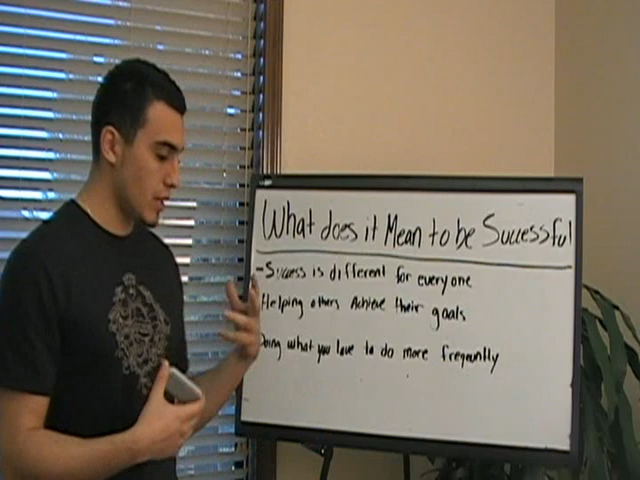 What does it Mean to be Successful
- Success is different for everyone
Helping others Achieve their goals
Doing what you love to do more frequently